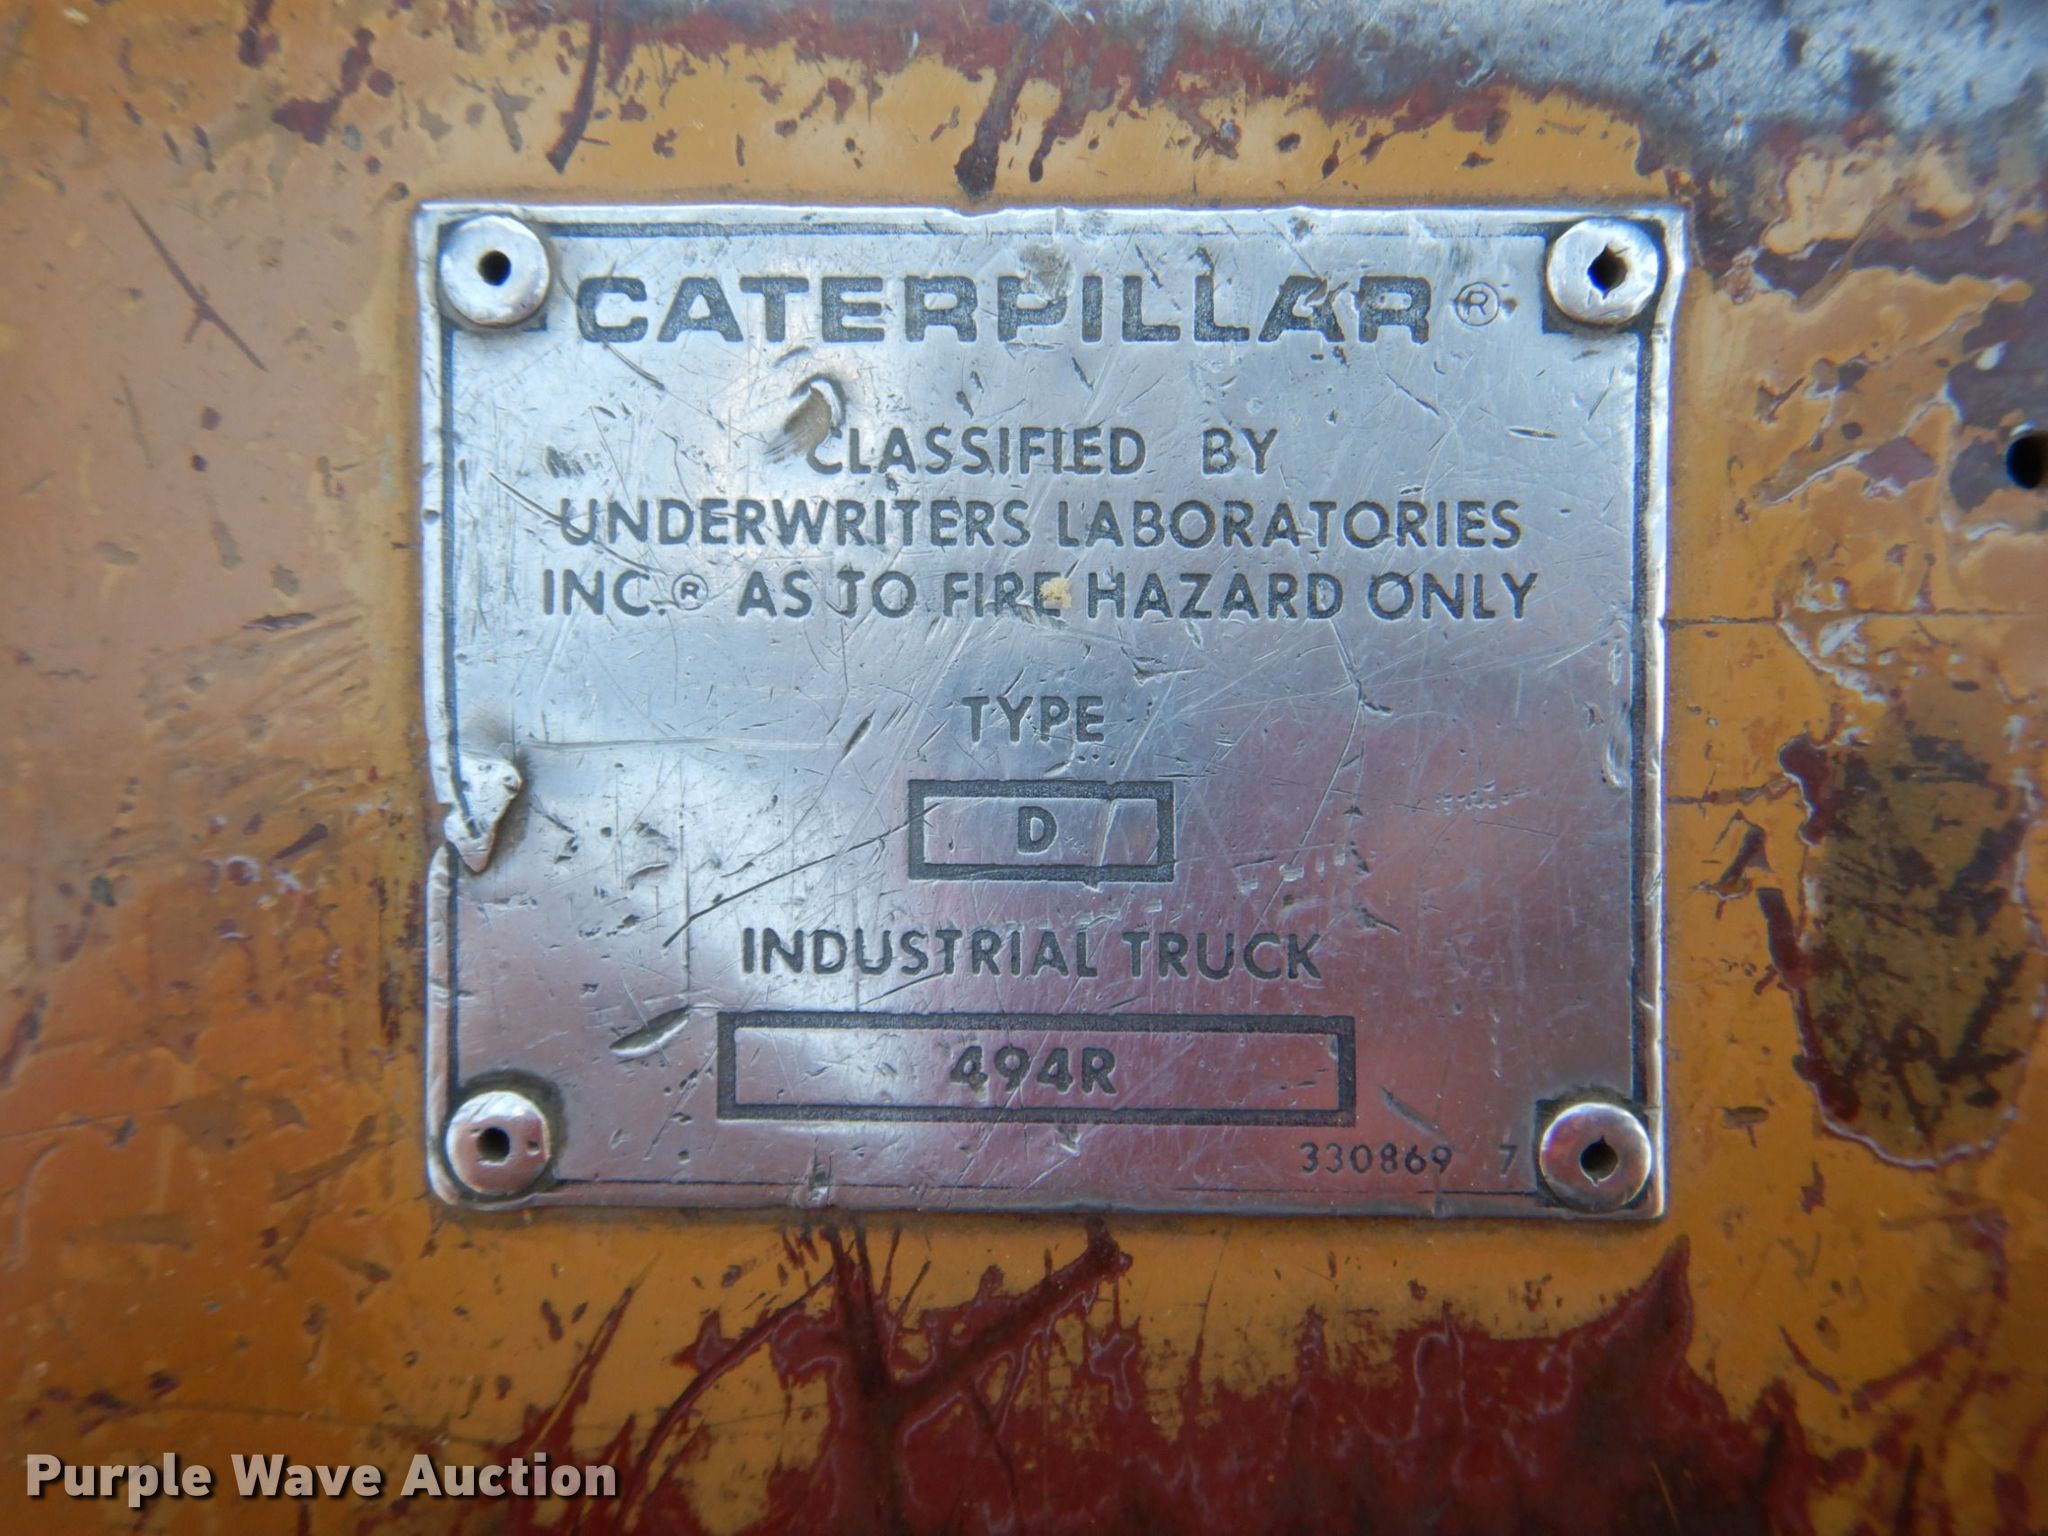 CATERPILLAR®
CLASSIFIED BY
UNDERWRITERS LABORATORIES
INC.® AS TO FIRE HAZARD ONLY
TYPE
D
INDUSTRIAL TRUCK
494R
330869 7
Purple Wave Auction